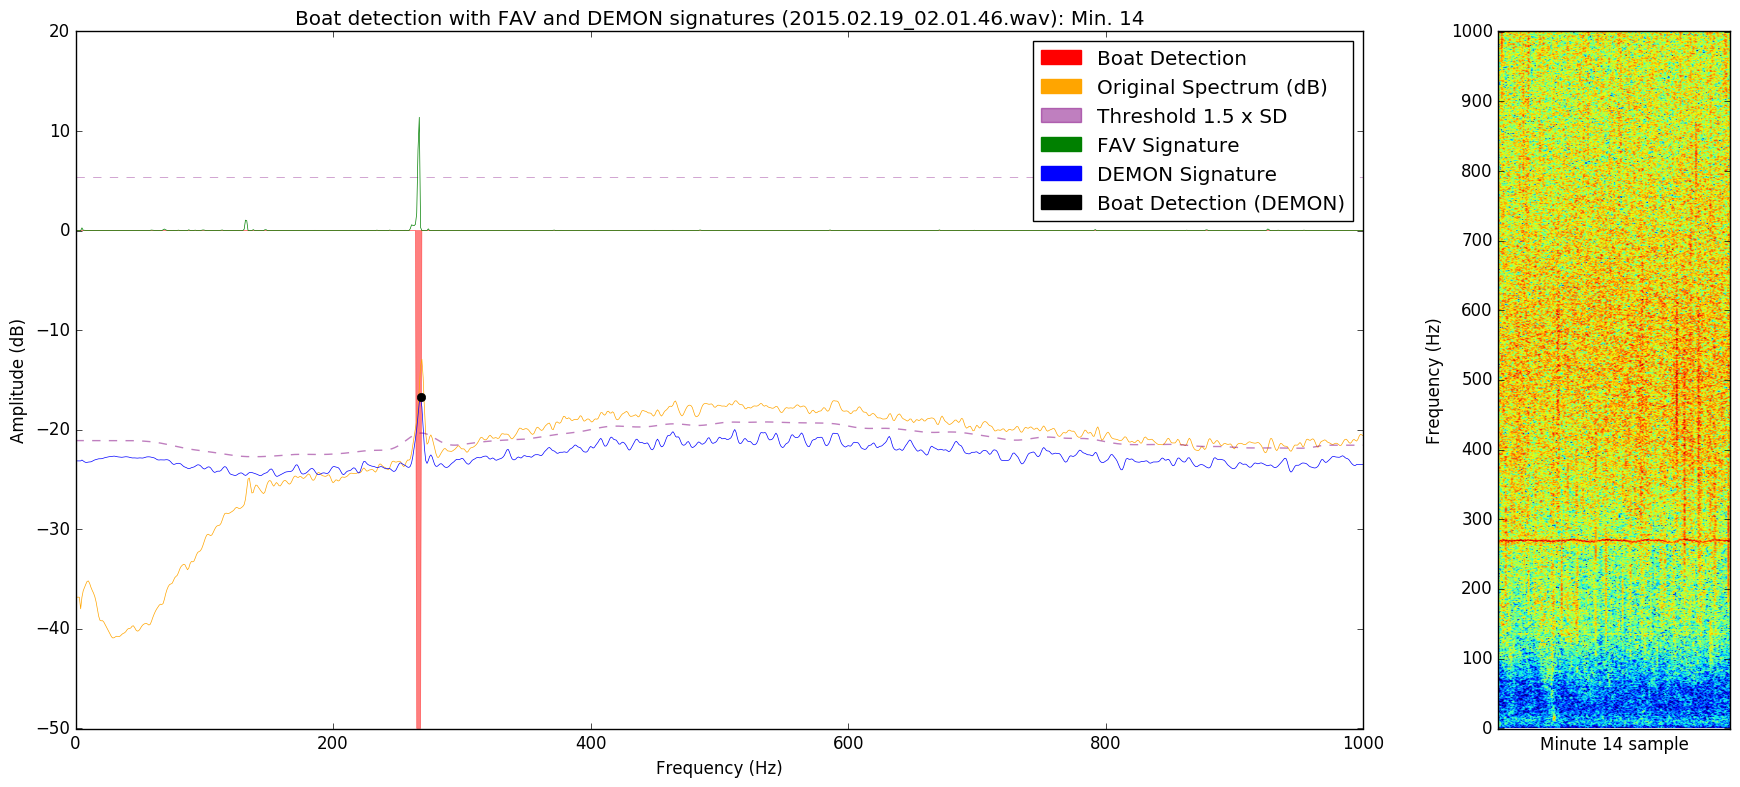 Boat detection with FAV and DEMON signatures (2015.02.19_02.01.46.wav): Min. 14
20
10
0
−10
−20
−30
−40
−50
Amplitude (dB)
0
200
400
600
800
1000
Frequency (Hz)
Boat Detection
Original Spectrum (dB)
Threshold 1.5 x SD
FAV Signature
DEMON Signature
Boat Detection (DEMON)
1000
900
800
700
600
500
400
300
200
100
0
Frequency (Hz)
Minute 14 sample